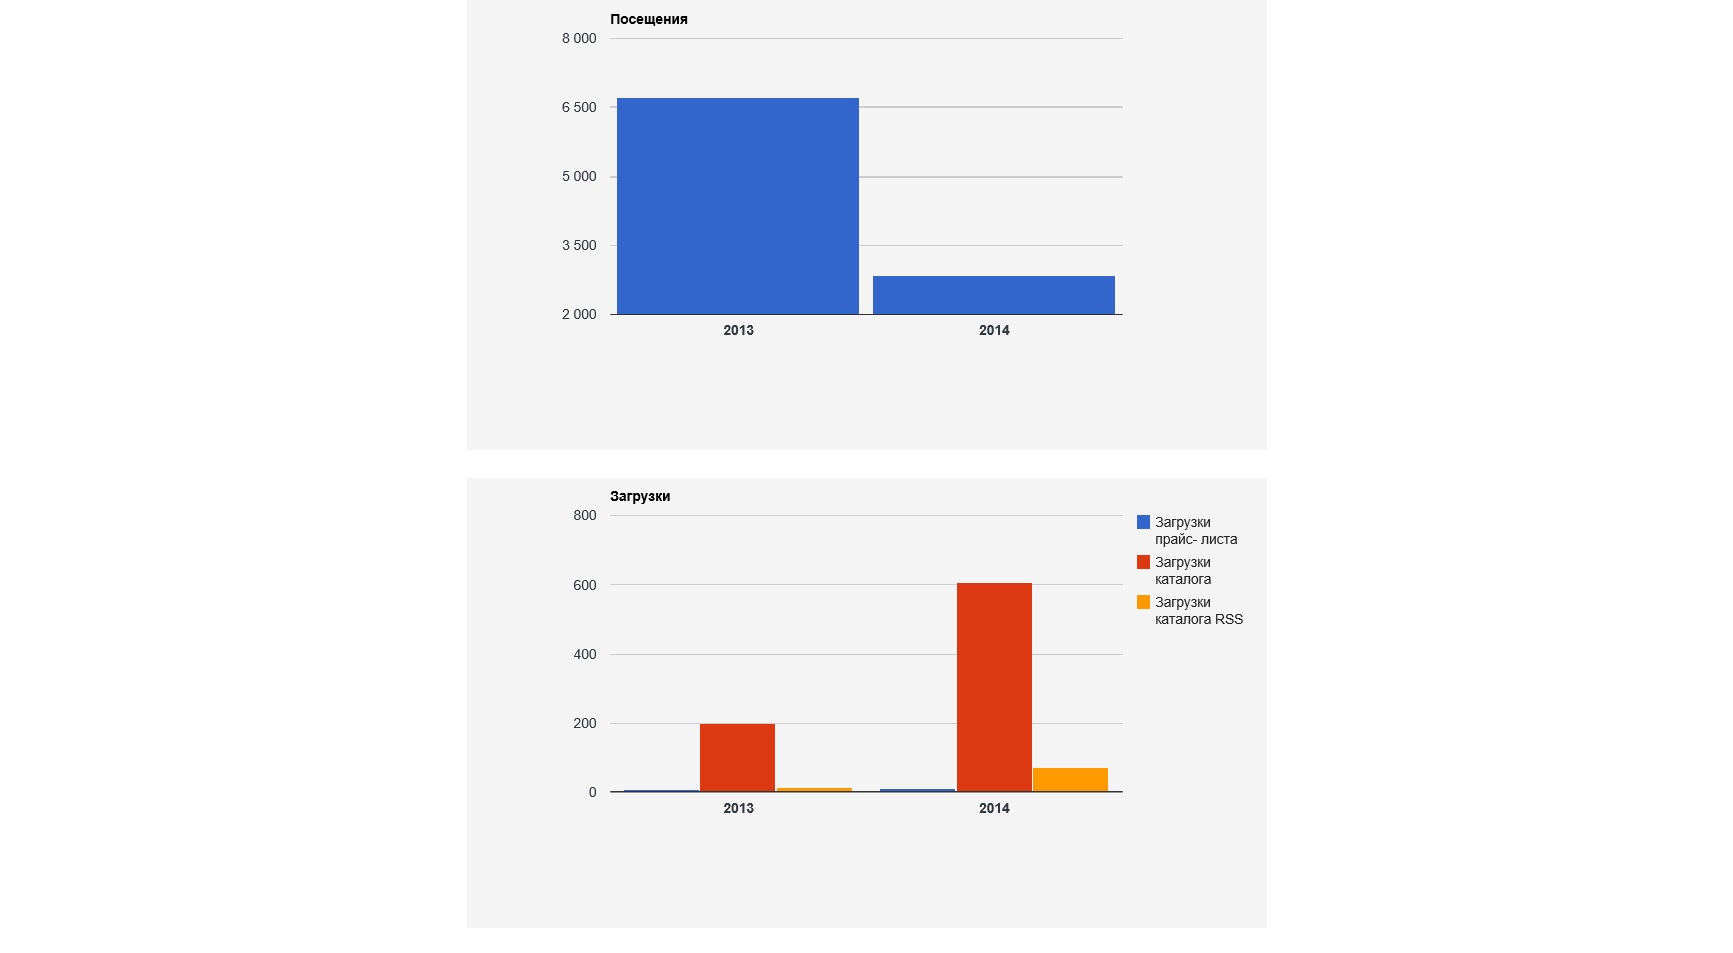 Посещения
8 000
6 500
5 000
3 500
2 000
2013
2014
Загрузки
800
600
400
200
0
2013
2014
Загрузки
прайс- листа
Загрузки
каталога
Загрузки
каталога RSS